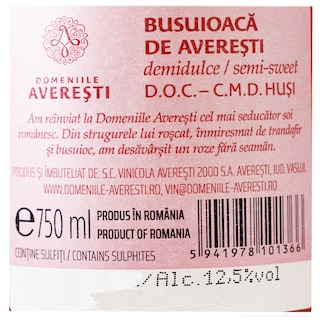 DOMENIILE
AVEREȘTI
BUSUIOACĂ
DE AVEREȘTI
demidulce / semi-sweet
D.O.C. – C.M.D. HUȘI
Am reînviat la Domeniile Averești cel mai seducător soi
românesc. Din strugurele lui roșcat, înmiresmat de trandafir
și busuioc, am desăvârșit un roze fără seamăn.
PRODUS ȘI ÎMBUTELIAT DE: S.C. VINICOLA AVEREȘTI 2000 S.A. AVEREȘTI, JUD. VASLUI,
WWW.DOMENIILE-AVERESTI.RO, VIN@DOMENIILE-AVERESTI.RO
e 750 ml
PRODUS ÎN ROMÂNIA
PRODUCT OF ROMANIA
CONȚINE SULFIȚI / CONTAINS SULPHITES
5 941978 101366
/Alc.12,5%vol